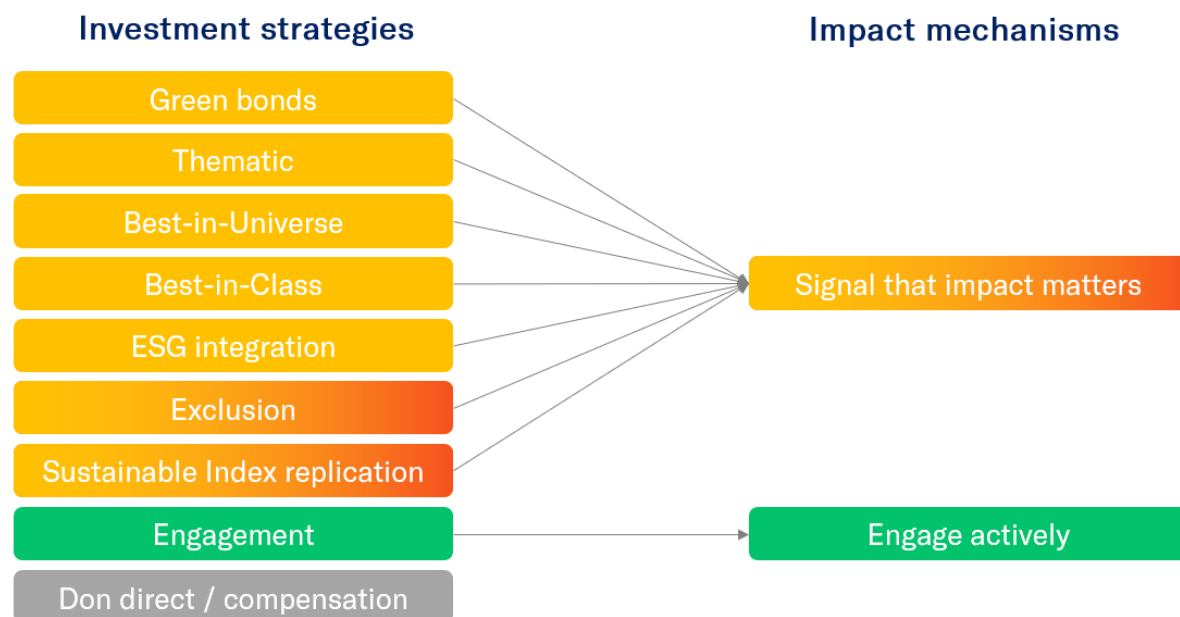 Investment strategies
Impact mechanisms
Green bonds
Thematic
Best-in-Universe
Best-in-Class
Signal that impact matters
ESG integration
Exclusion
Sustainable Index replication
Engagement
Engage actively
Don direct / compensation